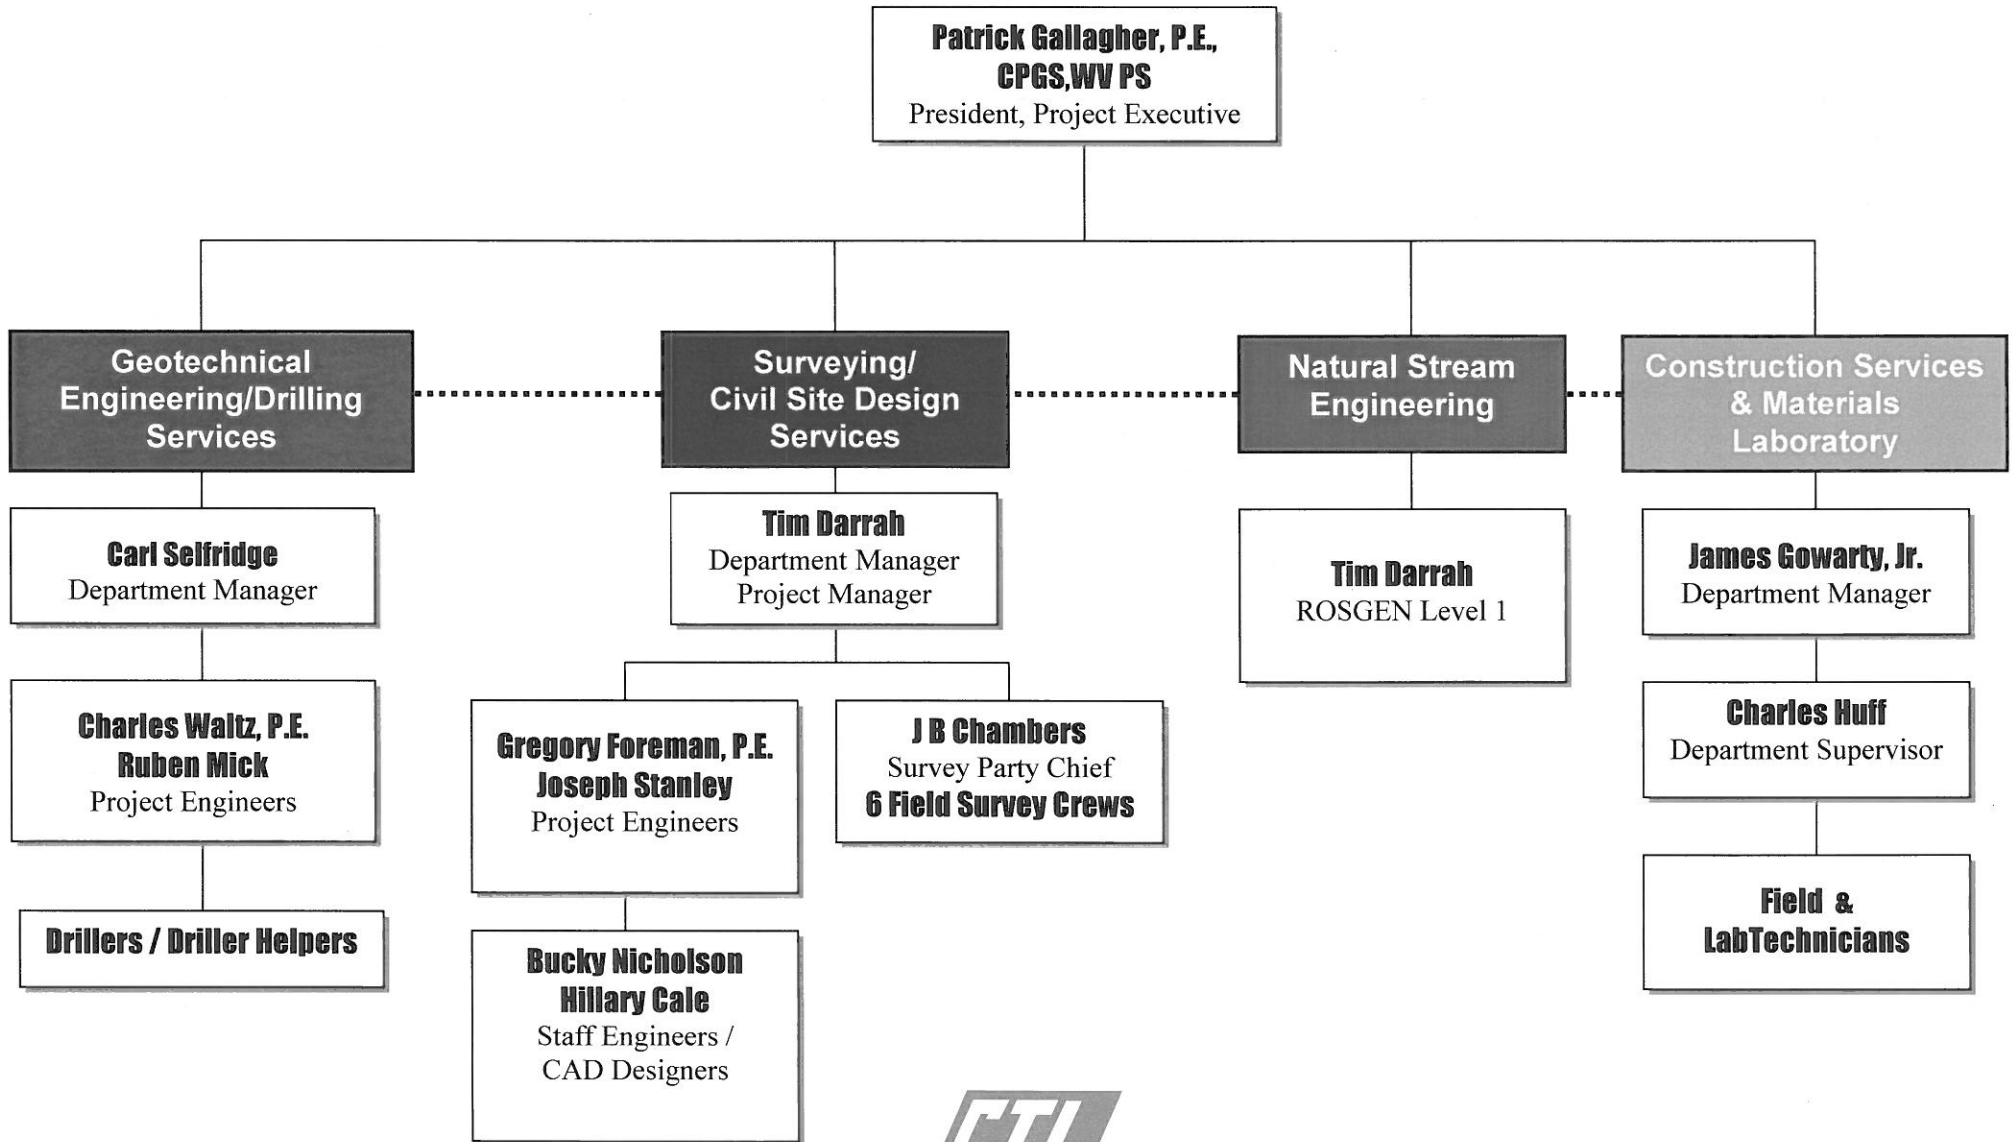 Patrick Gallagher, P.E.,
CPGS,WV PS
President, Project Executive
Geotechnical
Engineering/Drilling
Services
Surveying/
Civil Site Design
Services
Natural Stream
Engineering
Construction Services
& Materials
Laboratory
Carl Selfridge
Department Manager
Charles Waltz, P.E.
Ruben Mick
Project Engineers
Drillers / Driller Helpers
Tim Darrah
Department Manager
Project Manager
Gregory Foreman, P.E.
Joseph Stanley
Project Engineers
Bucky Nicholson
Hillary Cale
Staff Engineers /
CAD Designers
J B Chambers
Survey Party Chief
6 Field Survey Crews
Tim Darrah
ROSGEN Level 1
James Gowarty, Jr.
Department Manager
Charles Huff
Department Supervisor
Field &
LabTechnicians
CTL